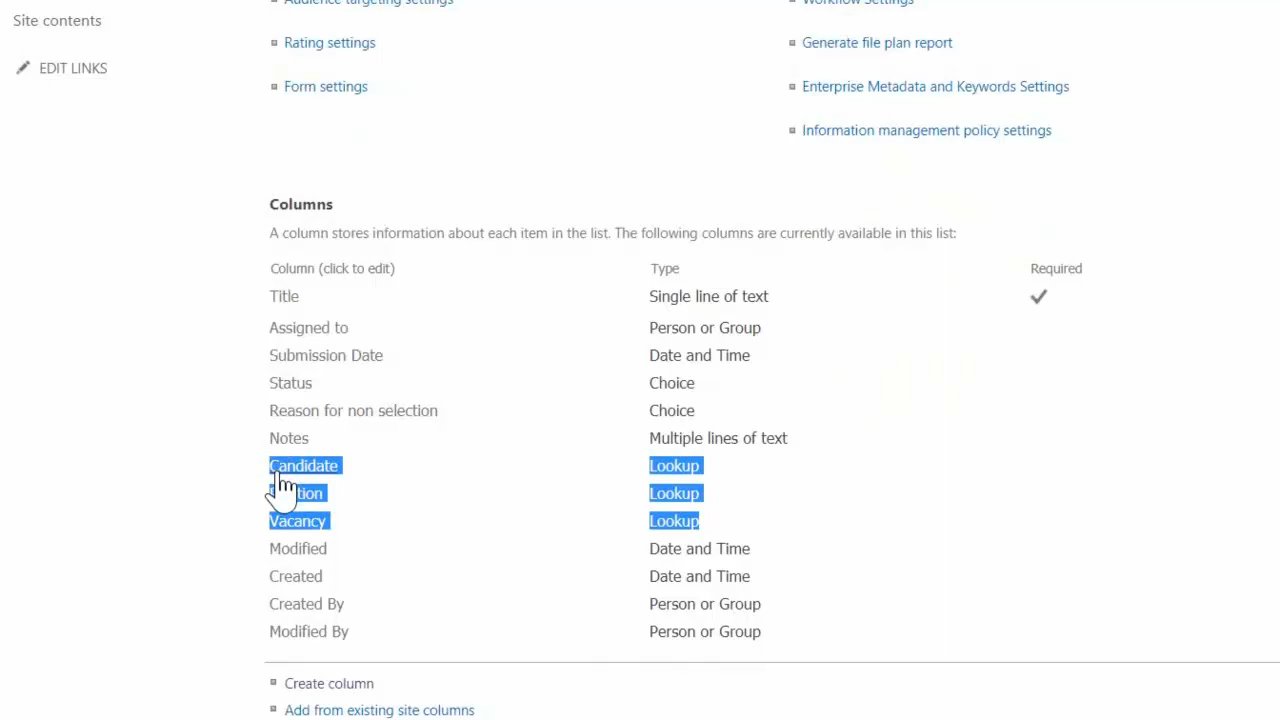 Site contents
EDIT LINKS
Audience targeting settings
Workflow Settings
Rating settings
Generate file plan report
Form settings
Enterprise Metadata and Keywords Settings
Information management policy settings
Columns
A column stores information about each item in the list. The following columns are currently available in this list:
Column (click to edit) Type Required
Title Single line of text
Assigned to Person or Group
Submission Date Date and Time
Status Choice
Reason for non selection Choice
Notes Multiple lines of text
Candidate Lookup
Lookup
Vacancy Lookup
Modified Date and Time
Created Date and Time
Created By Person or Group
Modified By Person or Group
Create column
Add from existing site columns